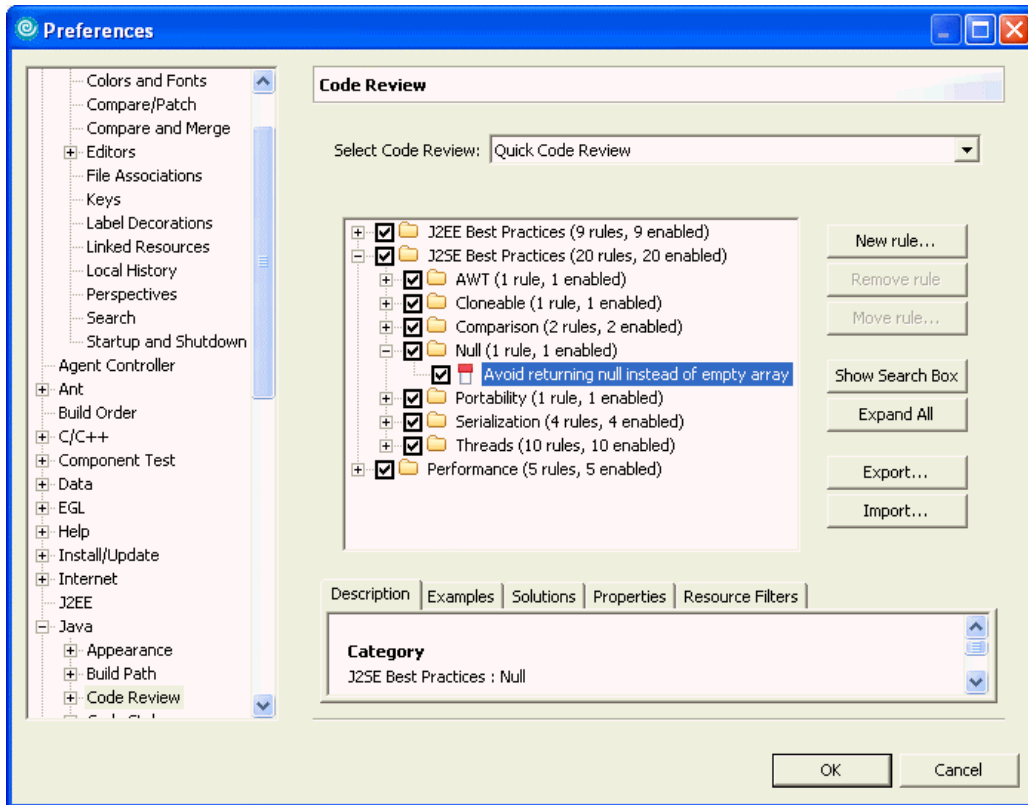 Preferences
Colors and Fonts
Compare/Patch
Compare and Merge
Editors
File Associations
Keys
Label Decorations
Linked Resources
Local History
Perspectives
Search
Startup and Shutdown
Agent Controller
Ant
Build Order
C/C++
Component Test
Data
EGL
Help
Install/Update
Internet
J2EE
Java
Appearance
Build Path
Code Review
Code Review
Select Code Review: Quick Code Review
J2EE Best Practices (9 rules, 9 enabled)
J2SE Best Practices (20 rules, 20 enabled)
AWT (1 rule, 1 enabled)
Cloneable (1 rule, 1 enabled)
Comparison (2 rules, 2 enabled)
Null (1 rule, 1 enabled)
Avoid returning null instead of empty array
Portability (1 rule, 1 enabled)
Serialization (4 rules, 4 enabled)
Threads (10 rules, 10 enabled)
Performance (5 rules, 5 enabled)
New rule...
Remove rule
Move rule...
Show Search Box
Expand All
Export...
Import...
Description Examples Solutions Properties Resource Filters
Category
J2SE Best Practices : Null
OK Cancel